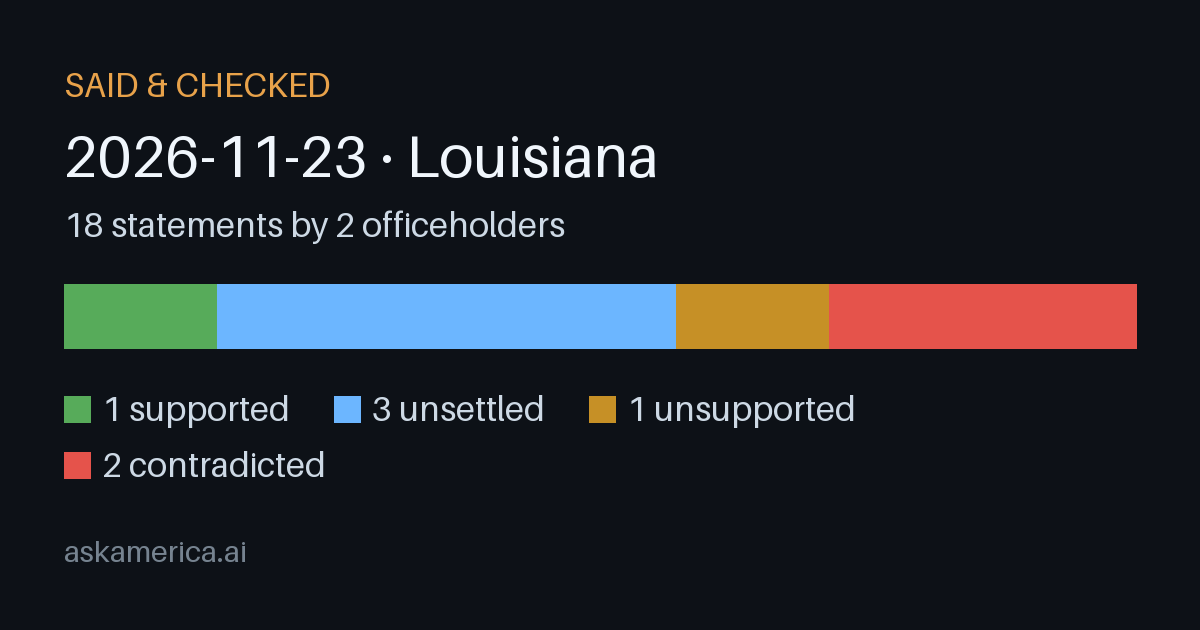 SAID & CHECKED
2026-11-23 · Louisiana
18 statements by 2 officeholders
1 supported
3 unsettled
1 unsupported
2 contradicted
askamerica.ai